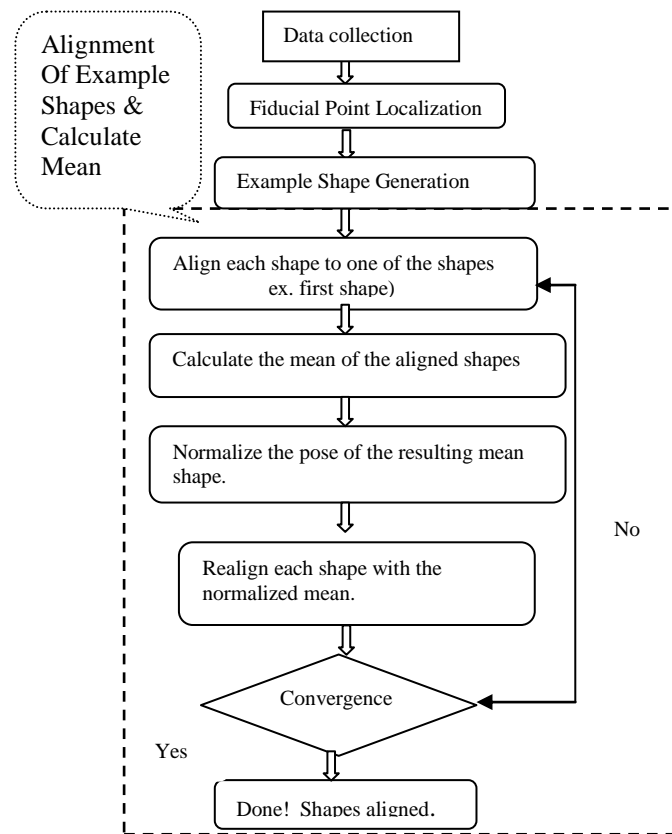 Alignment
Of Example
Shapes &
Calculate
Mean
Data collection
Fiducial Point Localization
Example Shape Generation
Align each shape to one of the shapes
ex. first shape)
Calculate the mean of the aligned shapes
Normalize the pose of the resulting mean
shape.
No
Realign each shape with the
normalized mean.
Convergence
Yes
Done! Shapes aligned.